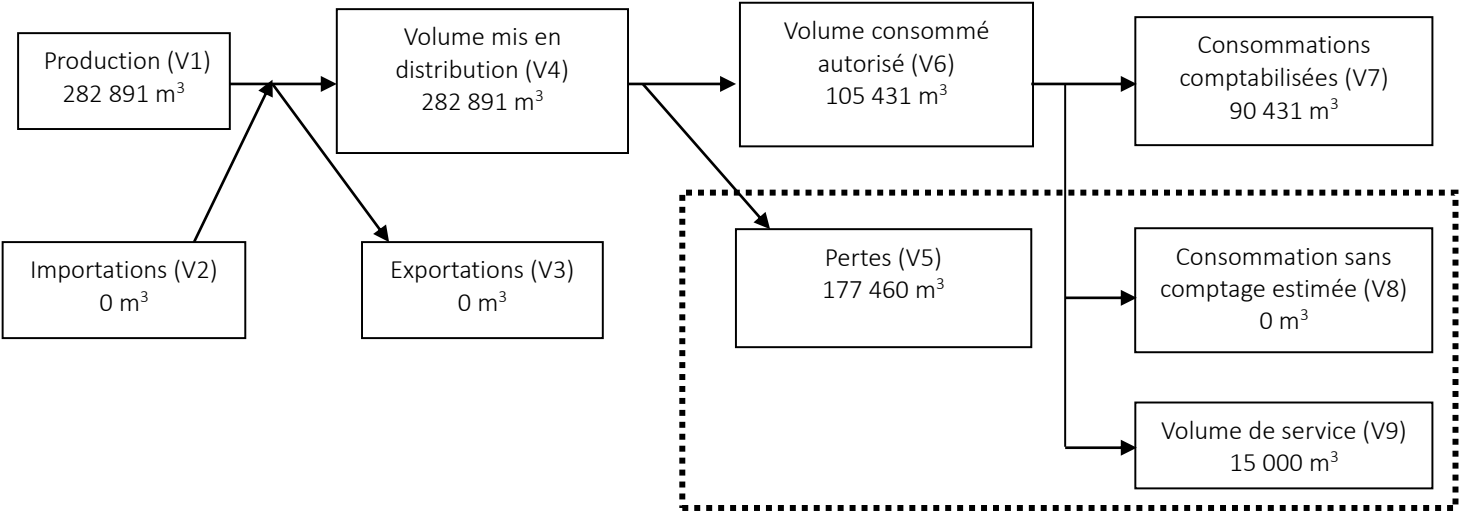 Production (V1)
282 891 m³
Volume mis en
distribution (V4)
282 891 m³
Volume consommé
autorisé (V6)
105 431 m³
Consommations
comptabilisées (V7)
90 431 m³
Importations (V2)
0 m³
Exportations (V3)
0 m³
Pertes (V5)
177 460 m³
Consommation sans
comptage estimée (V8)
0 m³
Volume de service (V9)
15 000 m³